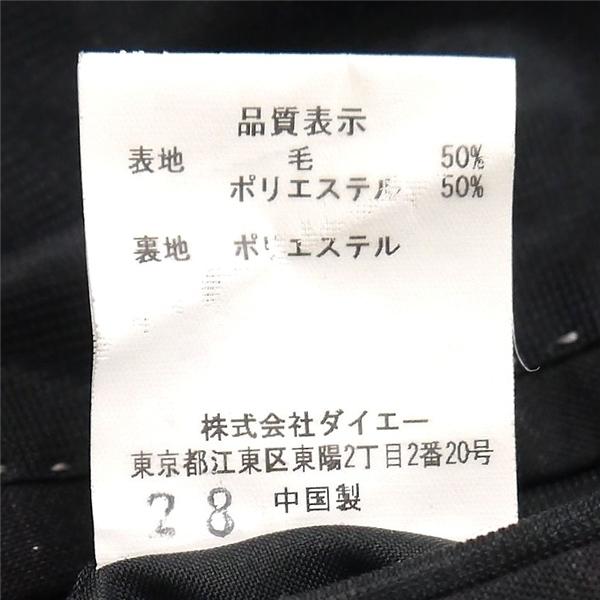 品質表示
表地 毛 50%
ポリエステル 50%
裏地 ポリエステル
株式会社ダイエー
東京都江東区東陽2丁目2番20号
28 中国製